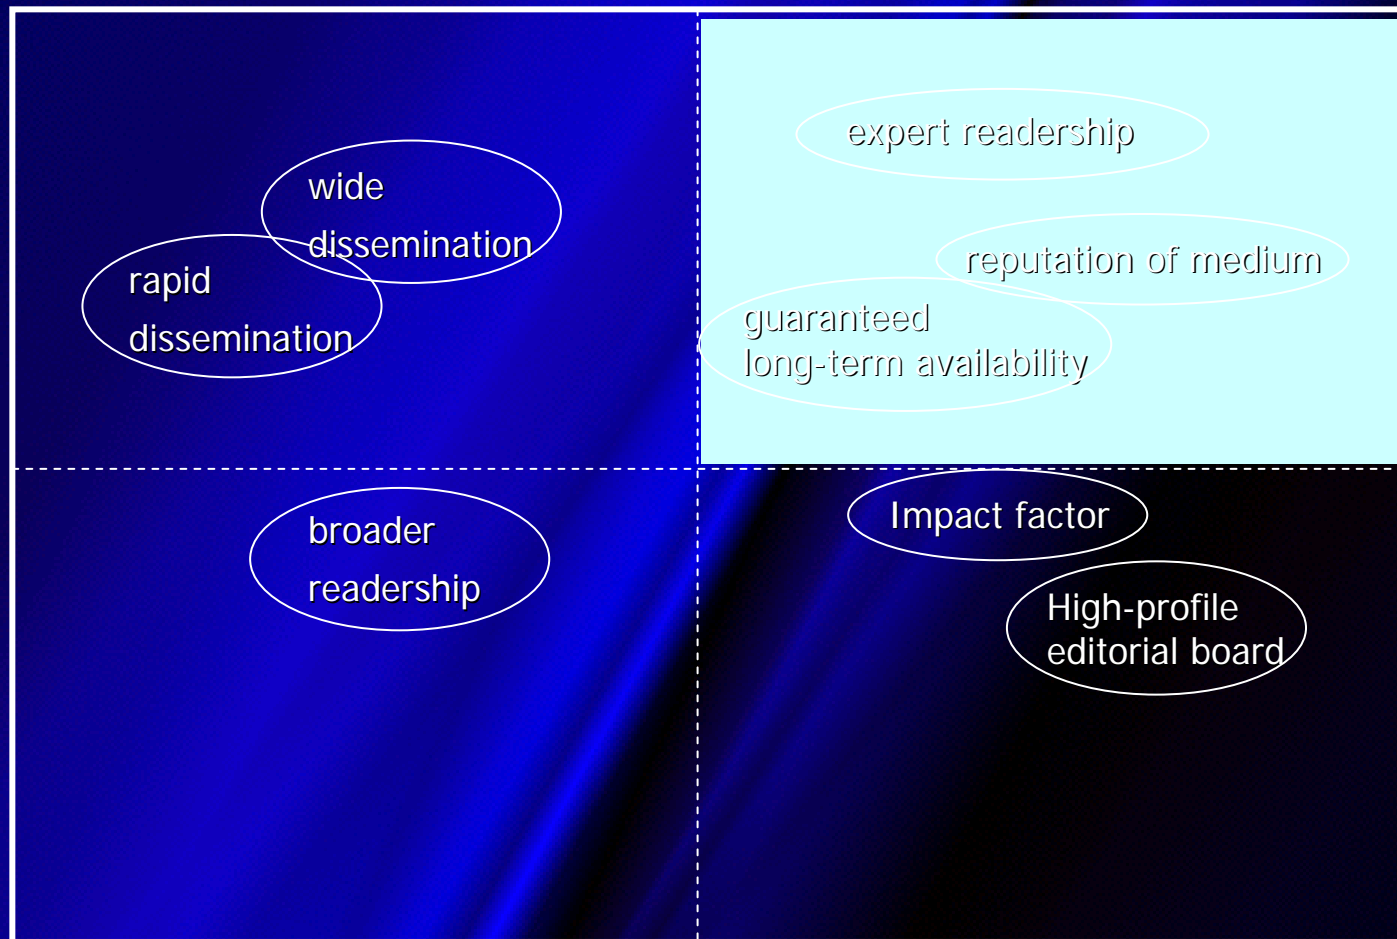 expert readership
wide
dissemination
reputation of medium
rapid
dissemination
guaranteed
long-term availability
Impact factor
broader
readership
High-profile
editorial board